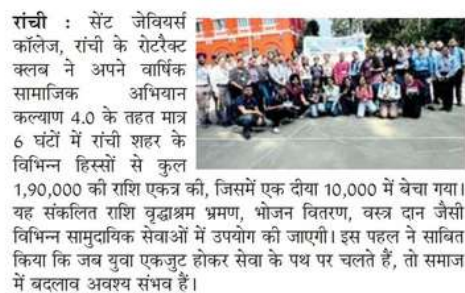 रांची : सेंट जेवियर्स
कॉलेज, रांची के रोटरैक्ट
क्लब ने अपने वार्षिक
सामाजिक अभियान
कल्याण 4.0 के तहत मात्र
6 घंटों में रांची शहर के
विभिन्न हिस्सों से कुल
1,90,000 की राशि एकत्र की, जिसमें एक दीया 10,000 में बेचा गया।
यह संकलित राशि वृद्धाश्रम भ्रमण, भोजन वितरण, वस्त्र दान जैसी
विभिन्न सामुदायिक सेवाओं में उपयोग की जाएगी। इस पहल ने साबित
किया कि जब युवा एकजुट होकर सेवा के पथ पर चलते हैं, तो समाज
में बदलाव अवश्य संभव हैं।